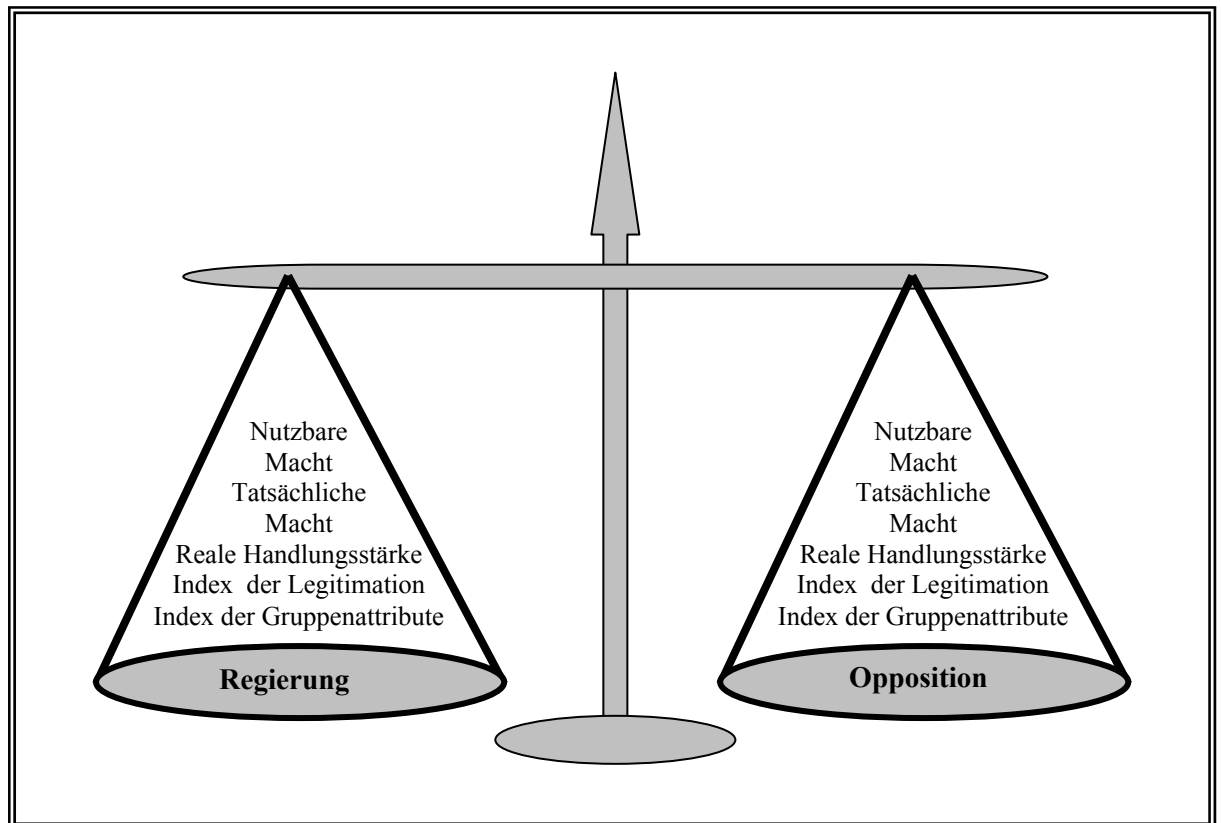 Nutzbare
Macht
Tatsächliche
Macht
Reale Handlungsstärke
Index  der Legitimation
Index der Gruppenattribute
Regierung
Nutzbare
Macht
Tatsächliche
Macht
Reale Handlungsstärke
Index  der Legitimation
Index der Gruppenattribute
Opposition